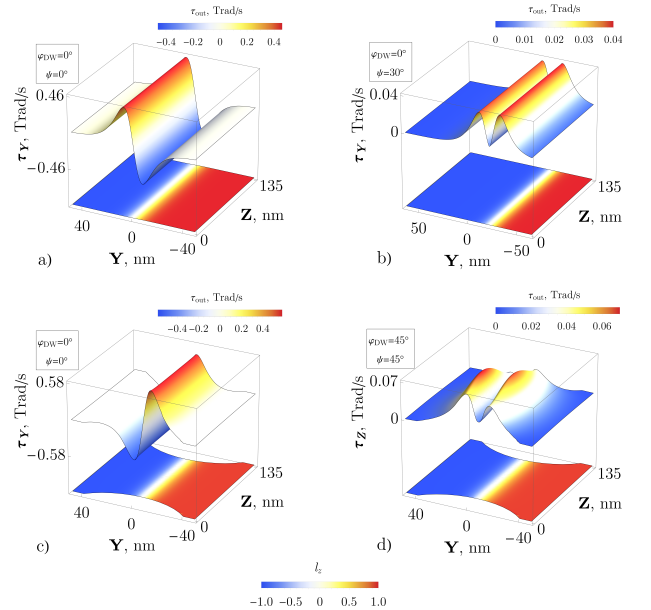 τout, Trad/s
−0.4 −0.2 0 0.2 0.4
φDW=0°
ψ=0°
0.46
−0.46
τY, Trad/s
40 0 −40
Y, nm
0 135
Z, nm
a)
τout, Trad/s
0 0.01 0.02 0.03 0.04
φDW=0°
ψ=30°
0.04
0
τY, Trad/s
50 0 −50
Y, nm
0 135
Z, nm
b)
τout, Trad/s
−0.4 −0.2 0 0.2 0.4
φDW=0°
ψ=0°
0.58
−0.58
τY, Trad/s
40 0 −40
Y, nm
0 135
Z, nm
c)
τout, Trad/s
0 0.02 0.04 0.06
φDW=45°
ψ=45°
0.07
0
τZ, Trad/s
40 0 −40
Y, nm
0 135
Z, nm
d)
lz
−1.0 −0.5 0 0.5 1.0